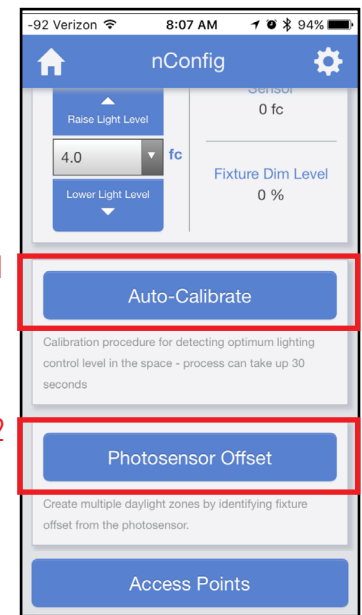 -92 Verizon 8:07 AM 94%
nConfig
Sensor
Raise Light Level
0 fc
4.0 fc
Fixture Dim Level
Lower Light Level
0 %
Auto-Calibrate
Calibration procedure for detecting optimum lighting
control level in the space - process can take up 30
seconds
2
Photosensor Offset
Create multiple daylight zones by identifying fixture
offset from the photosensor.
Access Points